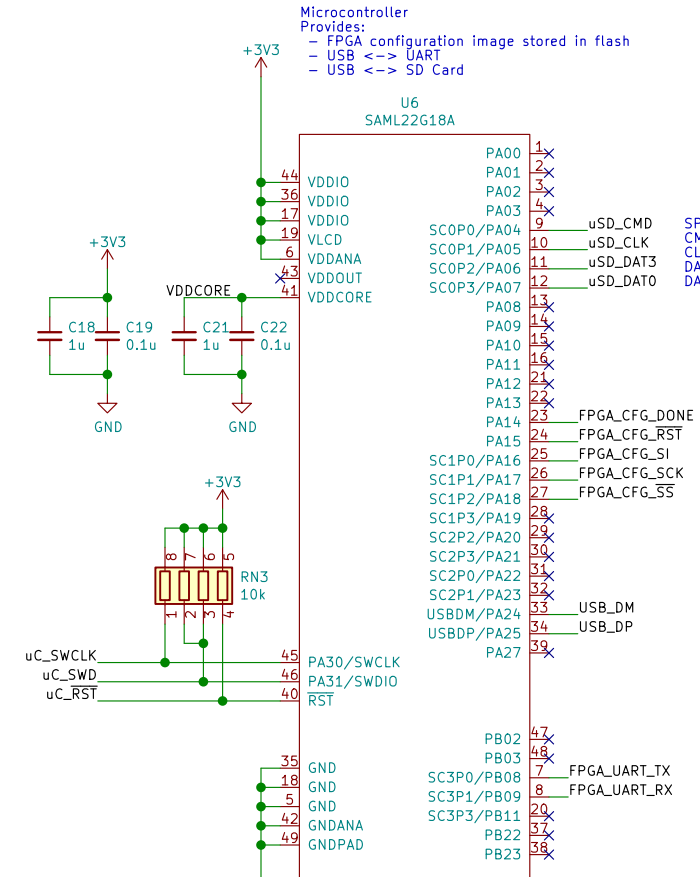 Microcontroller
Provides:
- FPGA configuration image stored in flash
- USB <-> UART
- USB <-> SD Card
+3V3
U6
SAML22G18A
44 VDDIO
36 VDDIO
17 VDDIO
19 VLCD
6 VDDANA
43 VDDOUT
41 VDDCORE
VDDCORE
+3V3
C18
1u
C19
0.1u
C21
1u
C22
0.1u
GND
GND
+3V3
8 7 6 5
RN3
10k
1 2 3 4
uC_SWCLK 45 PA30/SWCLK
uC_SWD 46 PA31/SWDIO
uC_RST 40 RST
35 GND
18 GND
5 GND
42 GNDANA
49 GNDPAD
PA00 1
PA01 2
PA02 3
PA03 4
SC0P0/PA04 9 uSD_CMD
SC0P1/PA05 10 uSD_CLK
SC0P2/PA06 11 uSD_DAT3
SC0P3/PA07 12 uSD_DAT0
PA08 13
PA09 14
PA10 15
PA11 16
PA12 21
PA13 22
PA14 23 FPGA_CFG_DONE
PA15 24 FPGA_CFG_RST
SC1P0/PA16 25 FPGA_CFG_SI
SC1P1/PA17 26 FPGA_CFG_SCK
SC1P2/PA18 27 FPGA_CFG_SS
SC1P3/PA19 28
SC2P2/PA20 29
SC2P3/PA21 30
SC2P0/PA22 31
SC2P1/PA23 32
USBDM/PA24 33 USB_DM
USBDP/PA25 34 USB_DP
PA27 39
PB02 47
PB03 48
SC3P0/PB08 7 FPGA_UART_TX
SC3P1/PB09 8 FPGA_UART_RX
SC3P3/PB11 20
PB22 37
PB23 38